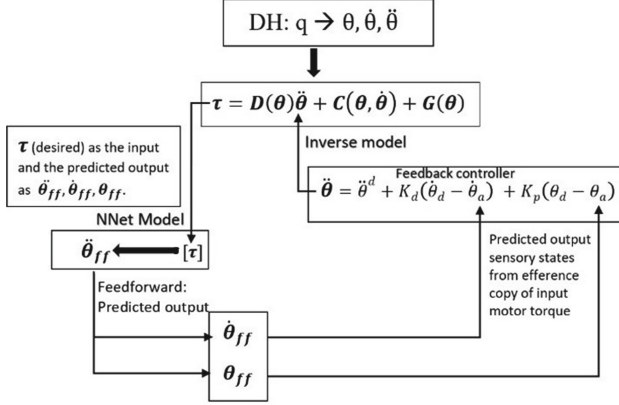 DH: q → θ, θ̇, θ̈
τ = D(θ)θ̈ + C(θ, θ̇) + G(θ)
Inverse model
τ (desired) as the input
and the predicted output
as θ̈ff, θ̇ff, θff.
Feedback controller
θ̈ = θ̈ᵈ + Kd(θ̇d − θ̇a) + Kp(θd − θa)
NNet Model
θ̈ff [τ]
Predicted output
sensory states
from efference
copy of input
motor torque
Feedforward:
Predicted output
θ̇ff
θff